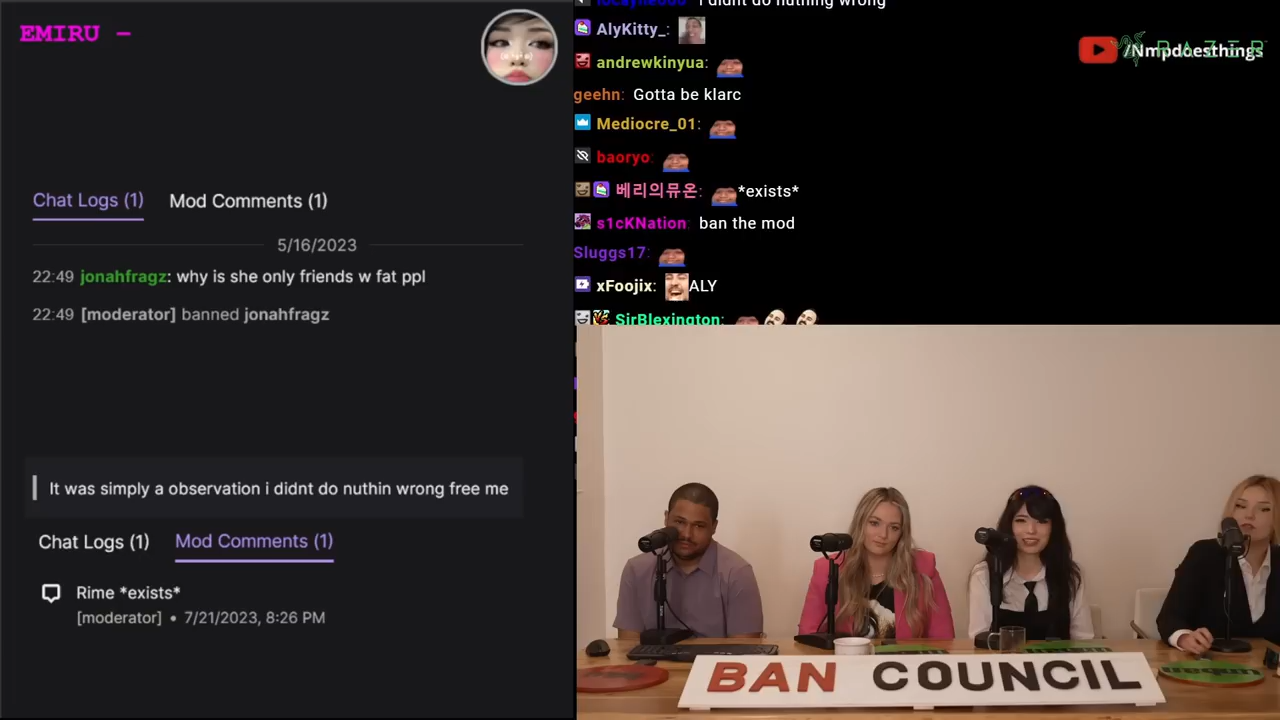 EMIRU -
Chat Logs (1) Mod Comments (1)
5/16/2023
22:49 jonahfragz: why is she only friends w fat ppl
22:49 [moderator] banned jonahfragz
It was simply a observation i didnt do nuthin wrong free me
Chat Logs (1) Mod Comments (1)
Rime *exists*
[moderator] • 7/21/2023, 8:26 PM
i didnt do nuthing wrong
AlyKitty_:
andrewkinyua:
geehn: Gotta be klarc
Mediocre_01:
baoryo:
베리의뮤온: *exists*
s1cKNation: ban the mod
Sluggs17:
xFoojix: ALY
SirBlexington:
/Nmpdoesthings
RAZER
BAN COUNCIL